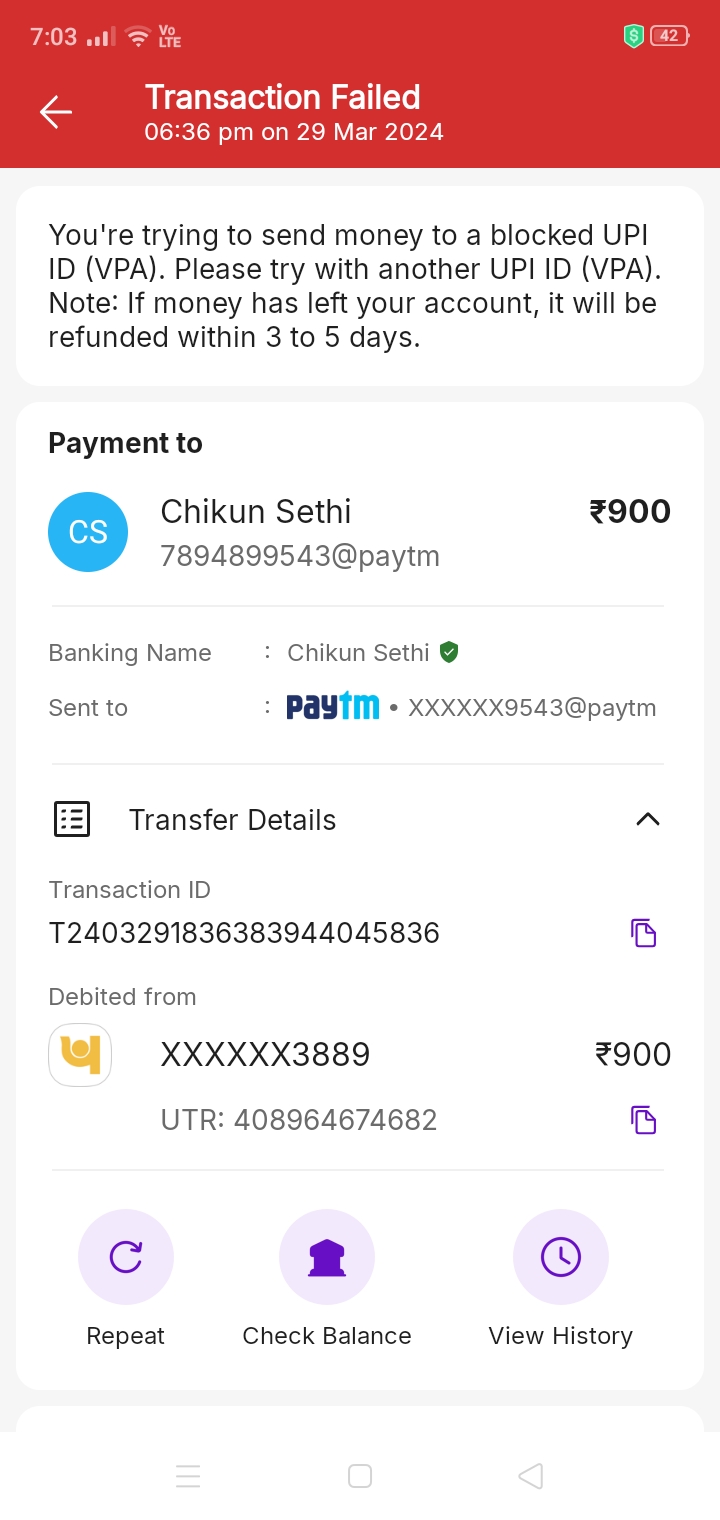 7:03 Vo LTE 42
Transaction Failed
06:36 pm on 29 Mar 2024
You're trying to send money to a blocked UPI
ID (VPA). Please try with another UPI ID (VPA).
Note: If money has left your account, it will be
refunded within 3 to 5 days.
Payment to
CS Chikun Sethi ₹900
7894899543@paytm
Banking Name : Chikun Sethi
Sent to : paytm • XXXXXX9543@paytm
Transfer Details
Transaction ID
T2403291836383944045836
Debited from
XXXXXX3889 ₹900
UTR: 408964674682
Repeat Check Balance View History